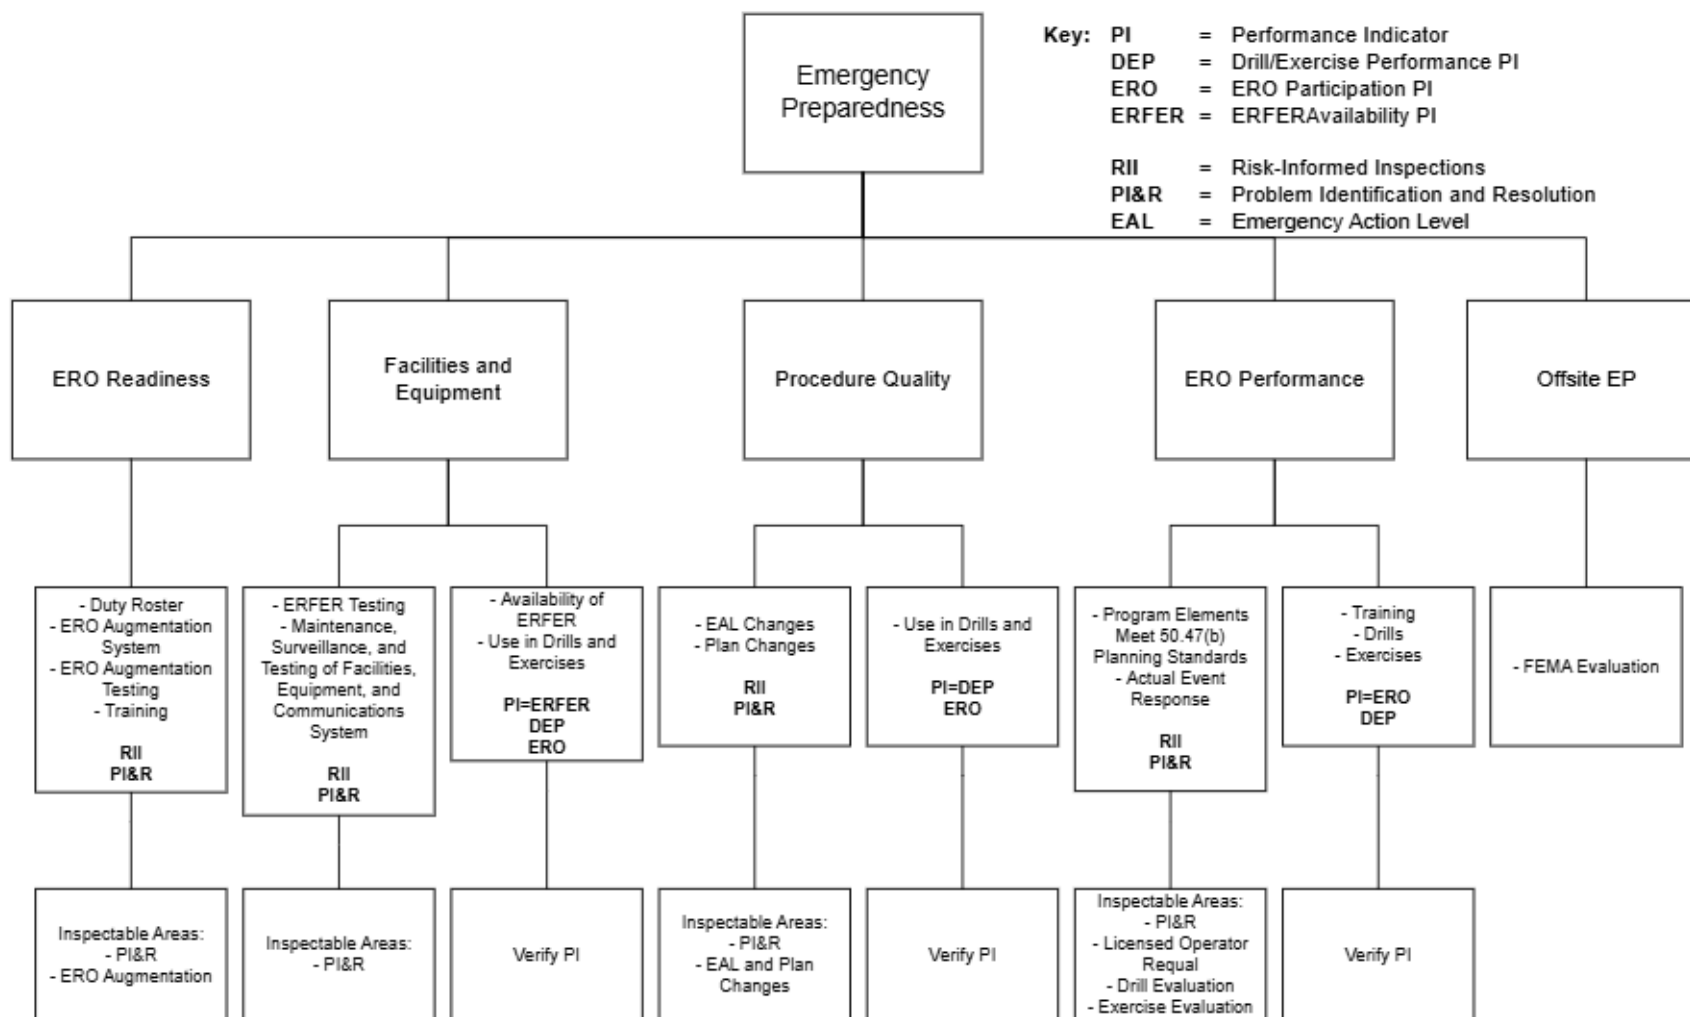 Emergency
Preparedness
Key: PI = Performance Indicator
DEP = Drill/Exercise Performance PI
ERO = ERO Participation PI
ERFER = ERFERAvailability PI
RII = Risk-Informed Inspections
PI&R = Problem Identification and Resolution
EAL = Emergency Action Level
ERO Readiness
Facilities and
Equipment
Procedure Quality
ERO Performance
Offsite EP
- Duty Roster
- ERO Augmentation
System
- ERO Augmentation
Testing
- Training
RII
PI&R
- ERFER Testing
- Maintenance,
Surveillance, and
Testing of Facilities,
Equipment, and
Communications
System
RII
PI&R
- Availability of
ERFER
- Use in Drills and
Exercises
PI=ERFER
DEP
ERO
- EAL Changes
- Plan Changes
RII
PI&R
- Use in Drills and
Exercises
PI=DEP
ERO
- Program Elements
Meet 50.47(b)
Planning Standards
- Actual Event
Response
RII
PI&R
- Training
- Drills
- Exercises
PI=ERO
DEP
- FEMA Evaluation
Inspectable Areas:
- PI&R
- ERO Augmentation
Inspectable Areas:
- PI&R
Verify PI
Inspectable Areas:
- PI&R
- EAL and Plan
Changes
Verify PI
Inspectable Areas:
- PI&R
- Licensed Operator
Requal
- Drill Evaluation
- Exercise Evaluation
Verify PI